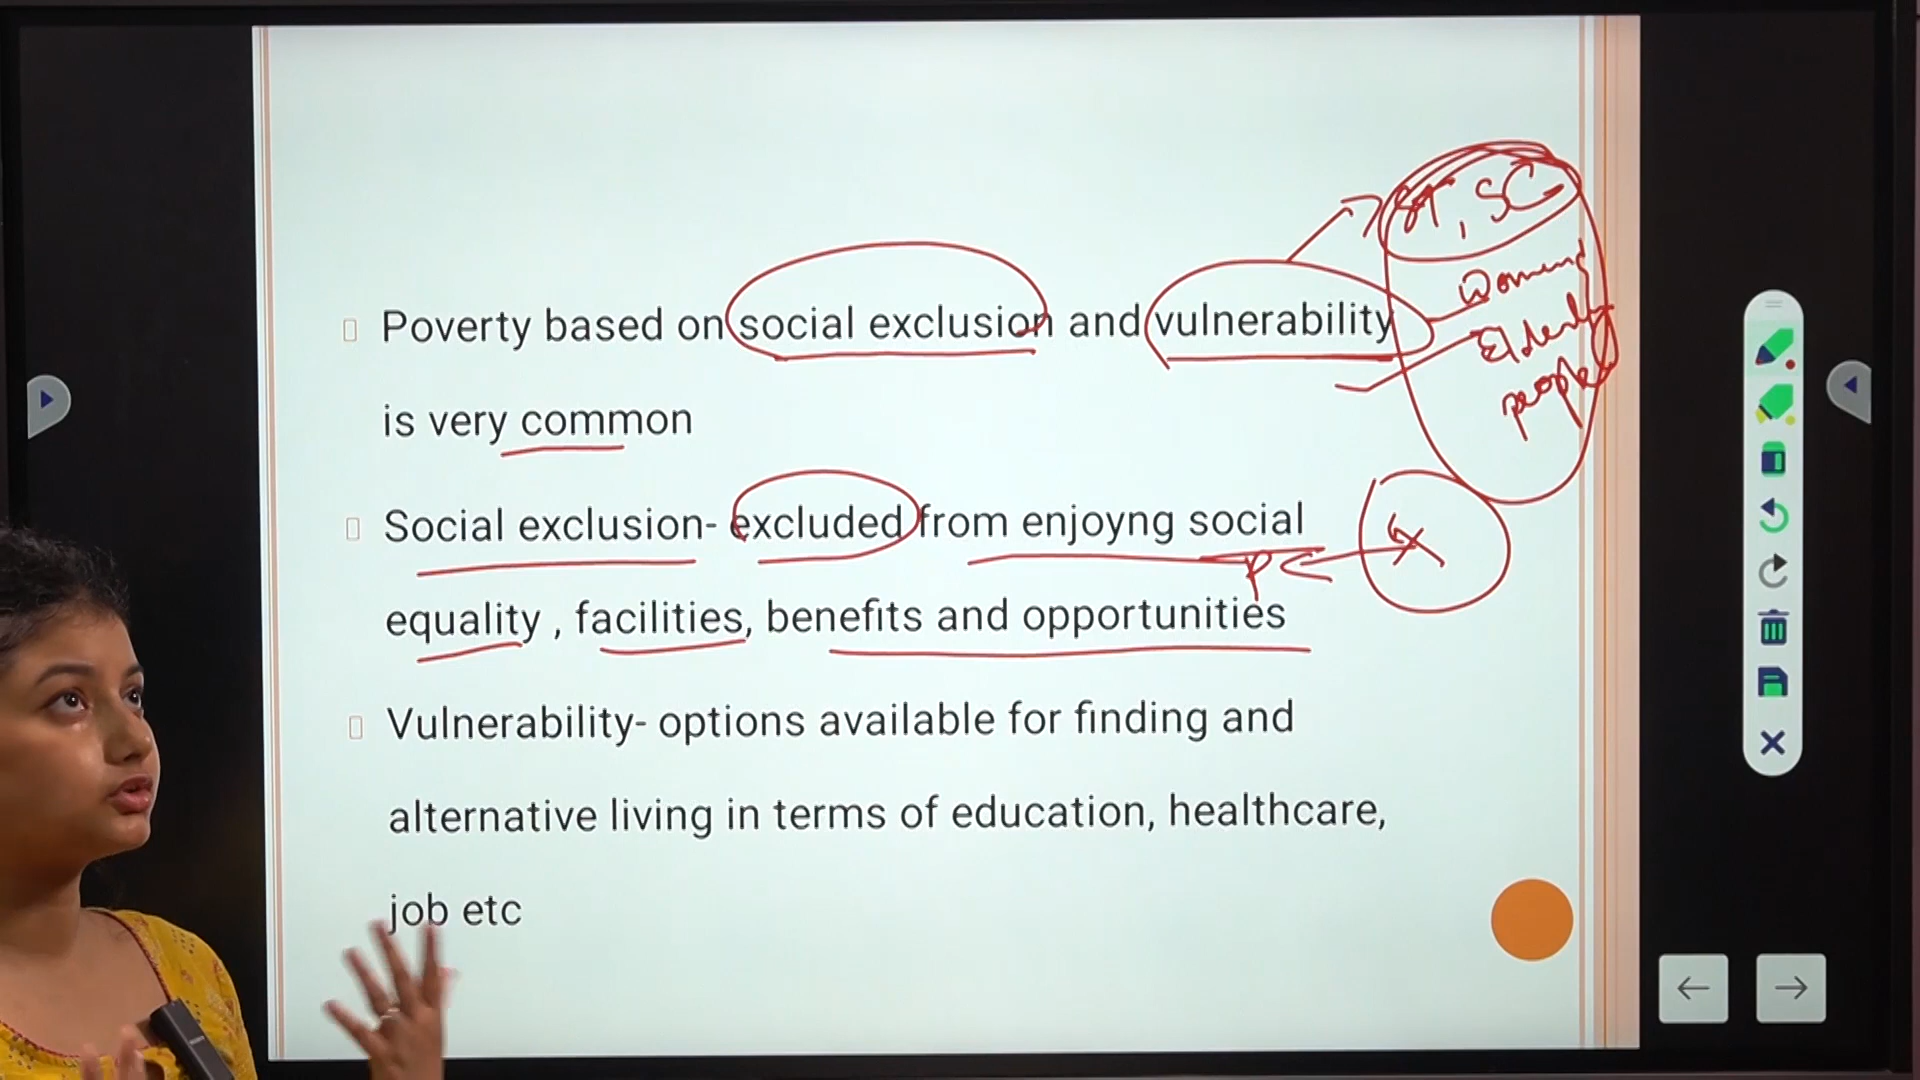 Poverty based on social exclusion and vulnerability
is very common
Social exclusion- excluded from enjoyng social
equality , facilities, benefits and opportunities
Vulnerability- options available for finding and
alternative living in terms of education, healthcare,
job etc
ST, SC
Womens
Elderly
people
P